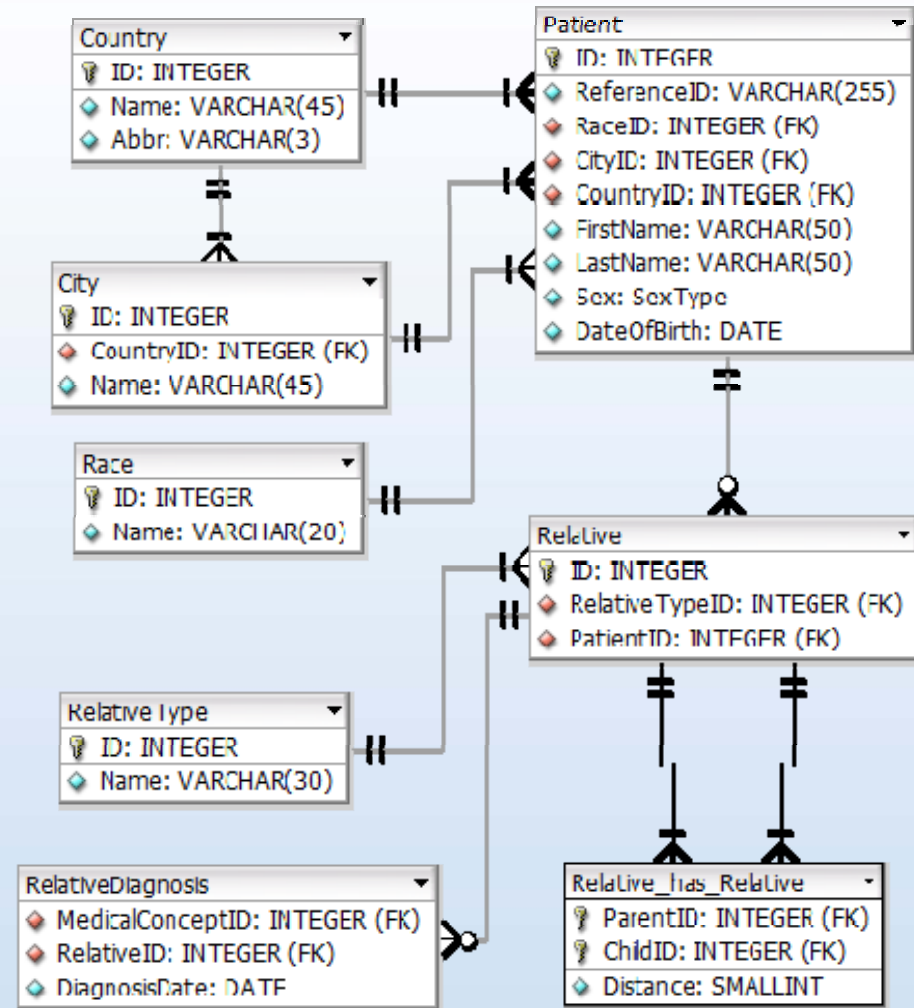 Country
ID: INTEGER
Name: VARCHAR(45)
Abbr: VARCHAR(3)
Patient
ID: INTEGER
ReferenceID: VARCHAR(255)
RaceID: INTEGER (FK)
CityID: INTEGER (FK)
CountryID: INTEGER (FK)
FirstName: VARCHAR(50)
LastName: VARCHAR(50)
Sex: SexType
DateOfBirth: DATE
City
ID: INTEGER
CountryID: INTEGER (FK)
Name: VARCHAR(45)
Race
ID: INTEGER
Name: VARCHAR(20)
Relative
ID: INTEGER
RelativeTypeID: INTEGER (FK)
PatientID: INTEGER (FK)
RelativeType
ID: INTEGER
Name: VARCHAR(30)
RelativeDiagnosis
MedicalConceptID: INTEGER (FK)
RelativeID: INTEGER (FK)
DiagnosisDate: DATE
Relative_has_Relative
ParentID: INTEGER (FK)
ChildID: INTEGER (FK)
Distance: SMALLINT